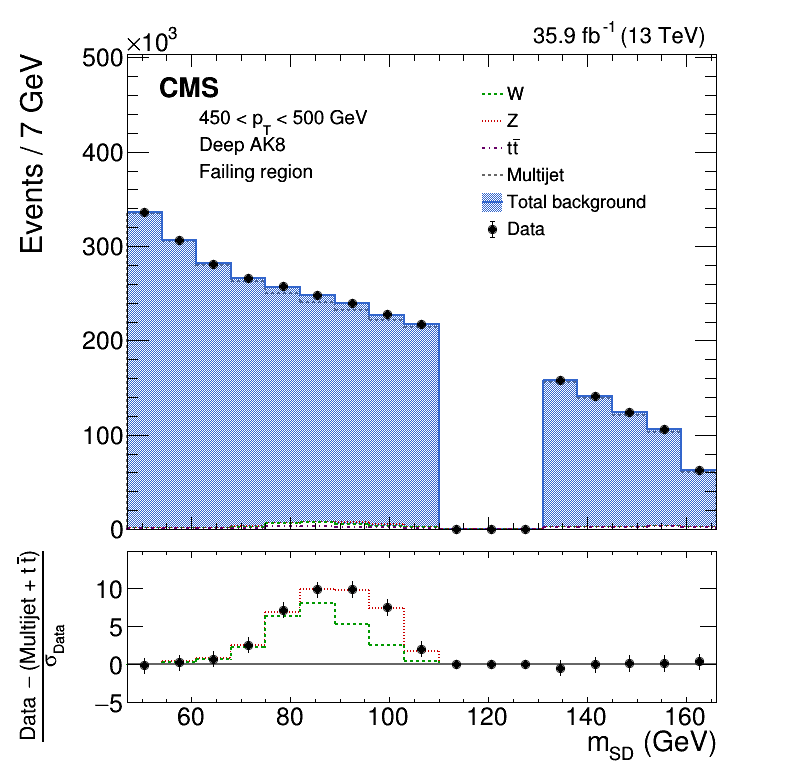 ×10³
35.9 fb⁻¹ (13 TeV)
Events / 7 GeV
500
400
300
200
100
0
CMS
450 < p_T < 500 GeV
Deep AK8
Failing region
W
Z
tt̄
Multijet
Total background
Data
Data − (Multijet + tt̄)
σ_Data
10
5
0
−5
60 80 100 120 140 160
m_SD (GeV)